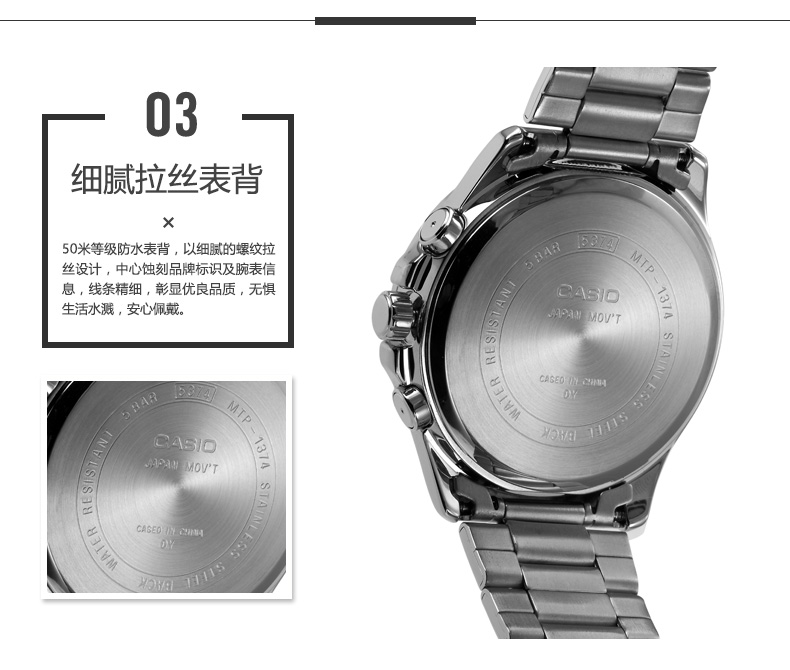 03
细腻拉丝表背
×
50米等级防水表背，以细腻的螺纹拉
丝设计，中心蚀刻品牌标识及腕表信
息，线条精细，彰显优良品质，无惧
生活水溅，安心佩戴。
WATER RESISTANT 5BAR 5374 MTP-1374 STAINLESS STEEL BACK
CASIO
JAPAN MOV'T
CASED IN CHINA
DY
WATER RESISTANT 5BAR 5374 MTP-1374 STAINLESS STEEL BACK
CASIO
JAPAN MOV'T
CASED IN CHINA
DY